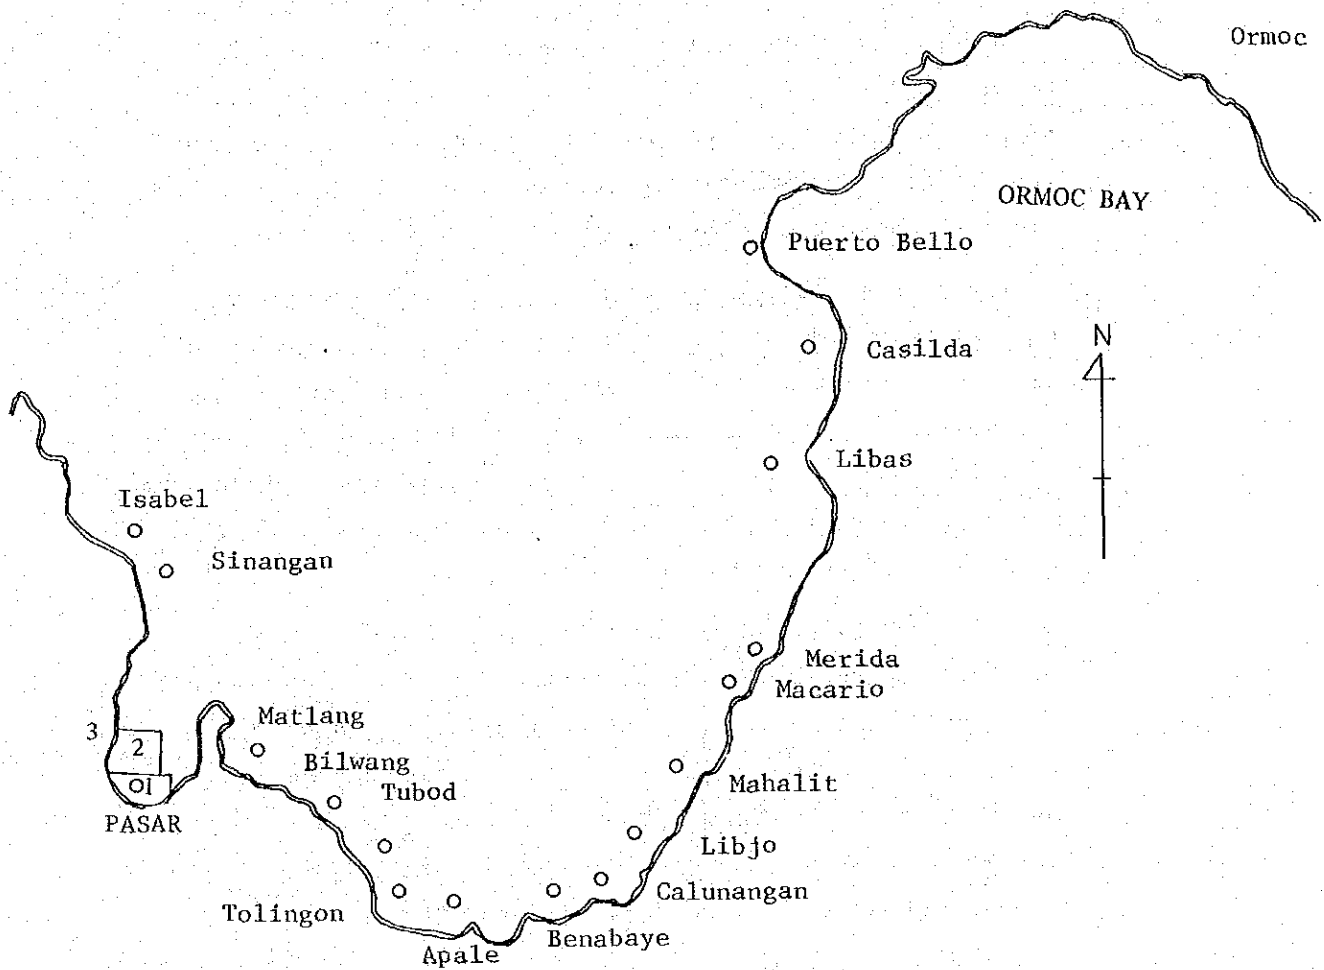 Ormoc
ORMOC BAY
Puerto Bello
N
Casilda
Libas
Isabel
Sinangan
Merida
Macario
Matlang
3
2
Bilwang
1
Tubod
Mahalit
PASAR
Libjo
Calunangan
Tolingon
Benabaye
Apale